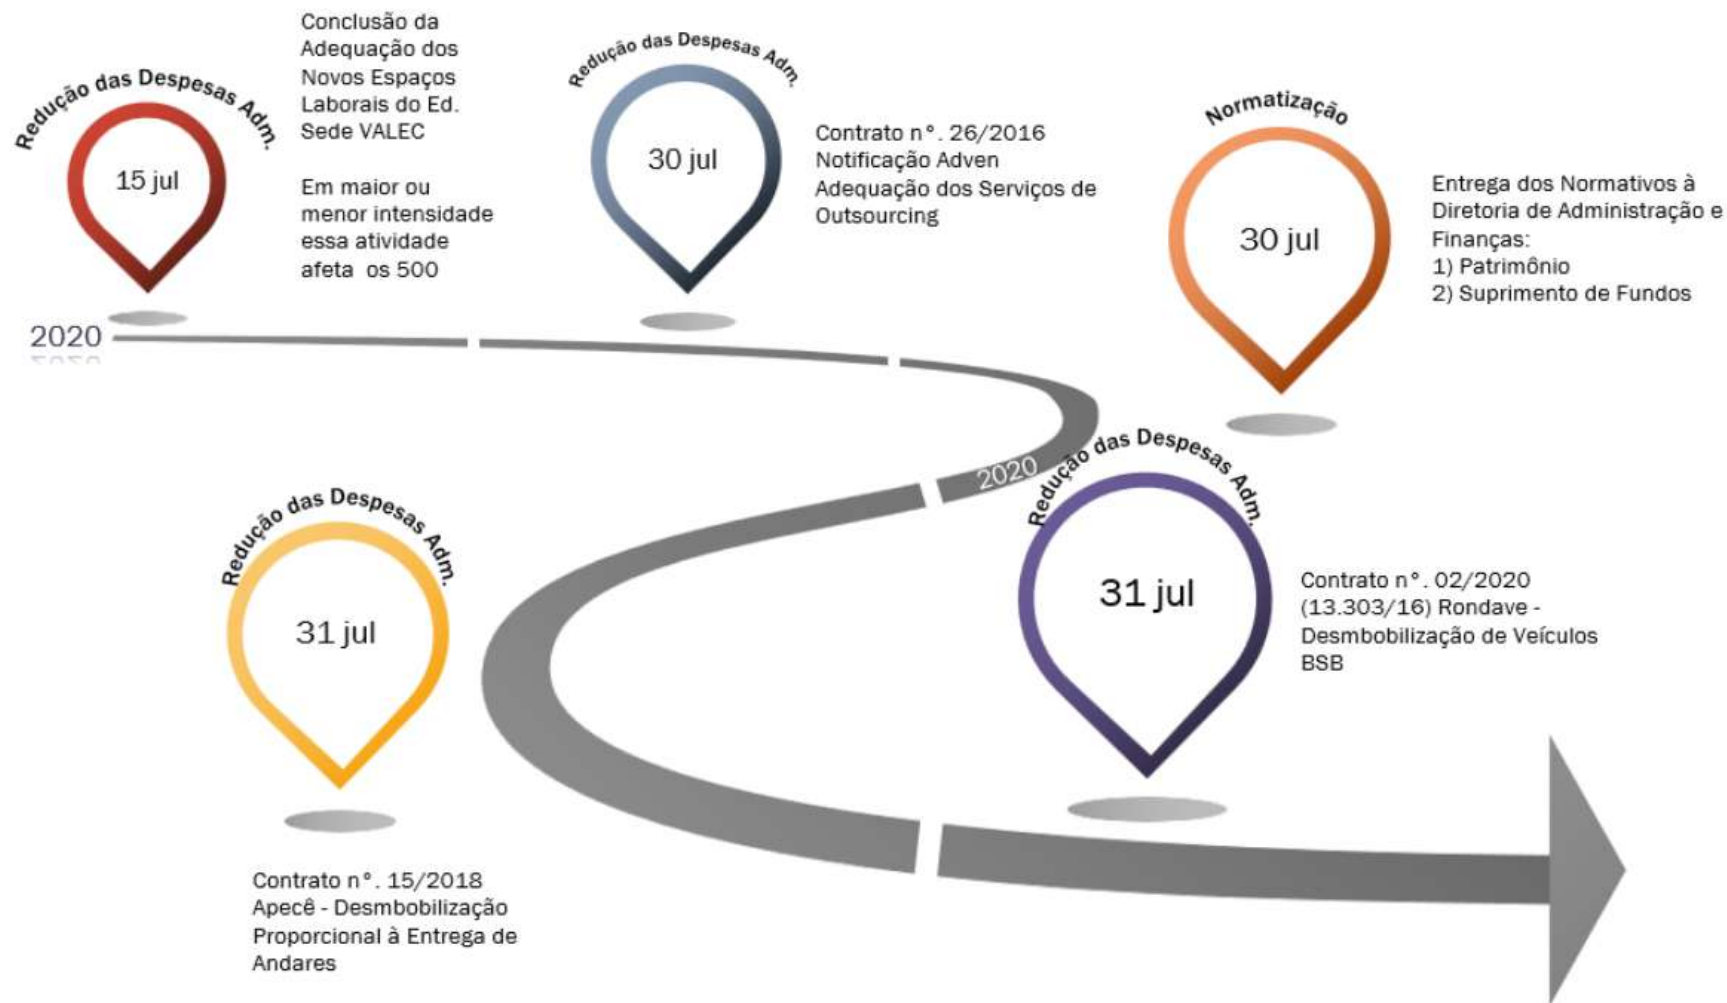 Redução das Despesas Adm.
15 jul
Conclusão da
Adequação dos
Novos Espaços
Laborais do Ed.
Sede VALEC
Em maior ou
menor intensidade
essa atividade
afeta os 500
Redução das Despesas Adm.
30 jul
Contrato n°. 26/2016
Notificação Adven
Adequação dos Serviços de
Outsourcing
Normatização
30 jul
Entrega dos Normativos à
Diretoria de Administração e
Finanças:
1) Patrimônio
2) Suprimento de Fundos
2020
2020
Redução das Despesas Adm.
31 jul
Contrato n°. 15/2018
Apecê - Desmbobilização
Proporcional à Entrega de
Andares
Redução das Despesas Adm.
31 jul
Contrato n°. 02/2020
(13.303/16) Rondave -
Desmbobilização de Veículos
BSB